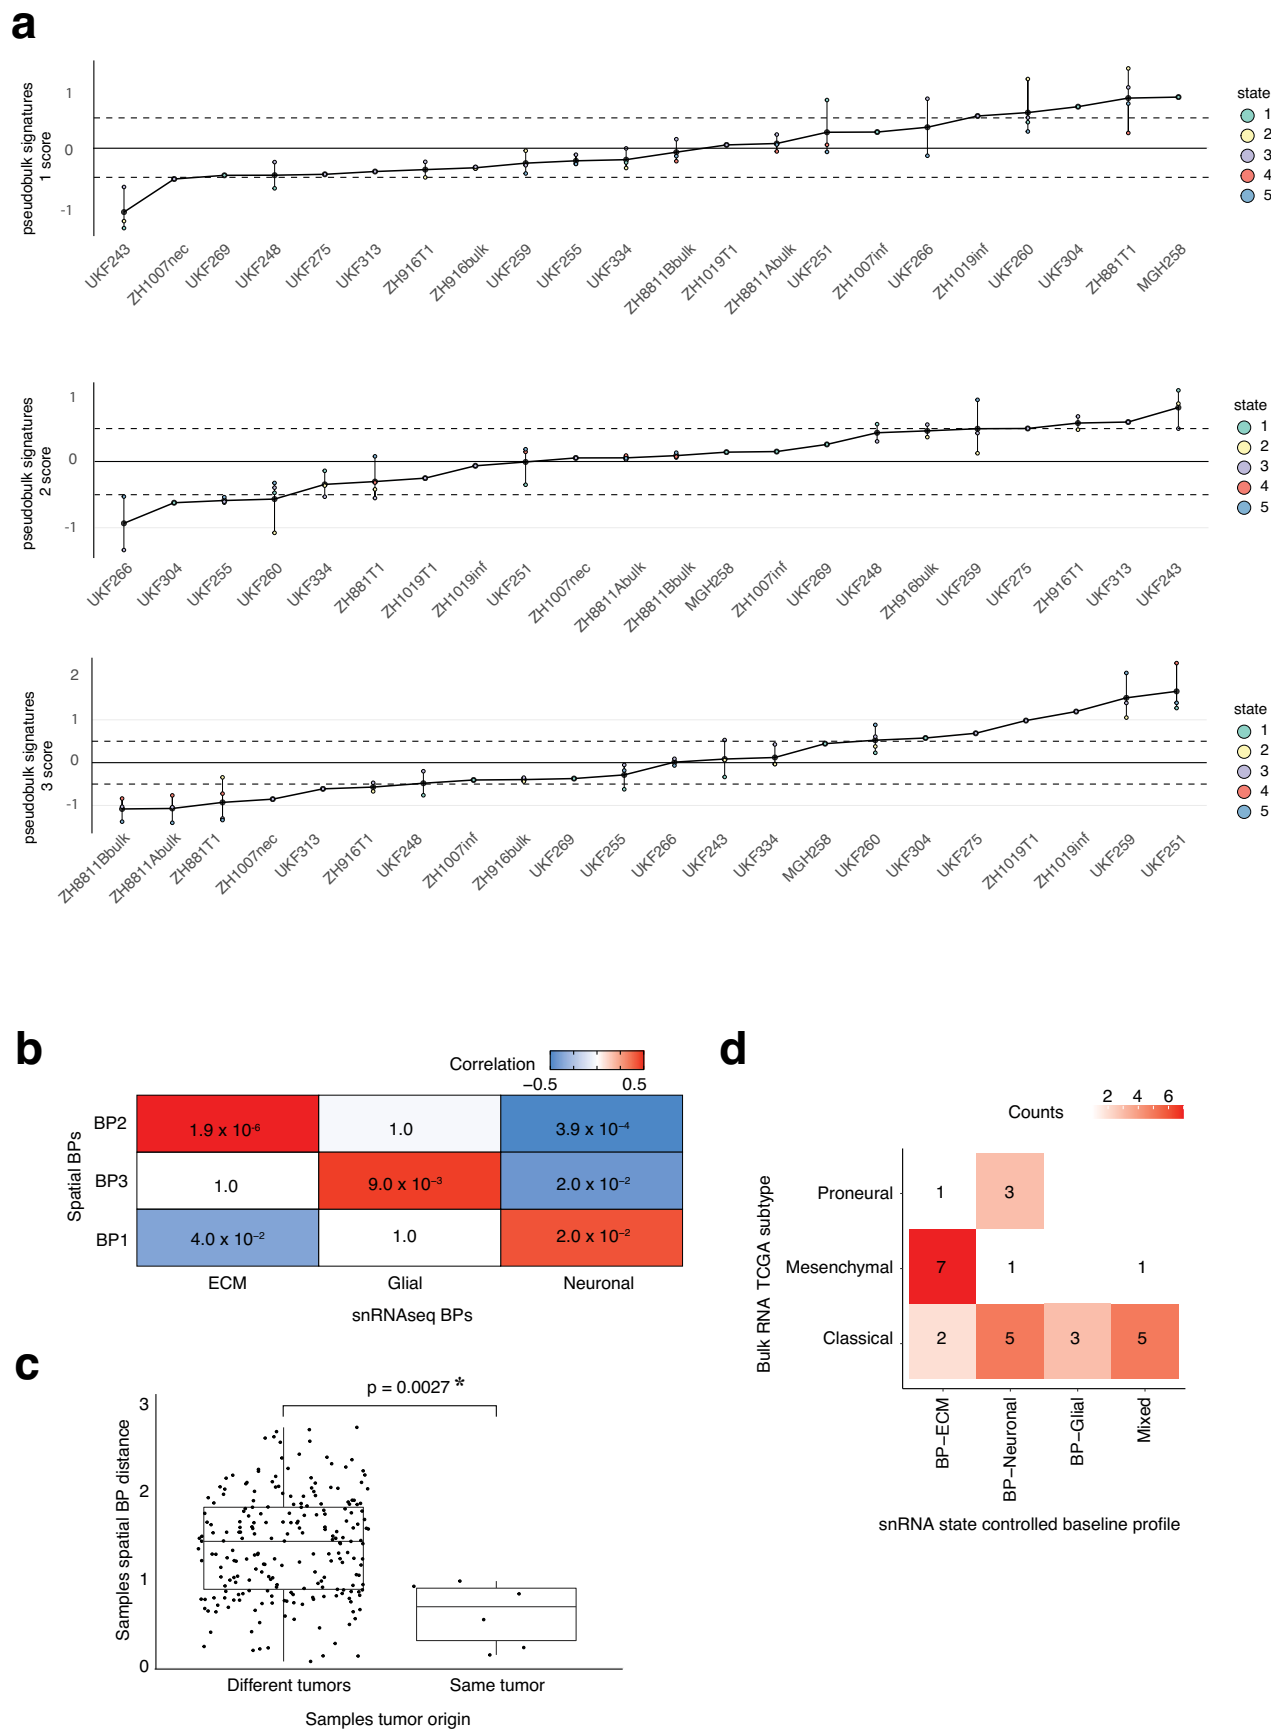 a
pseudobulk signatures
1 score
1
0
-1
UKF243 ZH1007nec UKF269 UKF248 UKF275 UKF313 ZH916T1 ZH916bulk UKF259 UKF255 UKF334 ZH8811Bbulk ZH1019T1 ZH8811Abulk UKF251 ZH1007inf UKF266 ZH1019inf UKF260 UKF304 ZH881T1 MGH258
state
1
2
3
4
5
pseudobulk signatures
2 score
1
0
-1
UKF266 UKF304 UKF255 UKF260 UKF334 ZH881T1 ZH1019T1 ZH1019inf UKF251 ZH1007nec ZH8811Abulk ZH8811Bbulk MGH258 ZH1007inf UKF269 UKF248 ZH916bulk UKF259 UKF275 ZH916T1 UKF313 UKF243
state
1
2
3
4
5
pseudobulk signatures
3 score
2
1
0
-1
ZH8811Bbulk ZH8811Abulk ZH881T1 ZH1007nec UKF313 ZH916T1 UKF248 ZH1007inf ZH916bulk UKF269 UKF255 UKF266 UKF243 UKF334 MGH258 UKF260 UKF304 UKF275 ZH1019T1 ZH1019inf UKF259 UKF251
state
1
2
3
4
5
b
Correlation
−0.5 0.5
Spatial BPs
BP2 1.9 x 10⁻⁶ 1.0 3.9 x 10⁻⁴
BP3 1.0 9.0 x 10⁻³ 2.0 x 10⁻²
BP1 4.0 x 10⁻² 1.0 2.0 x 10⁻²
ECM Glial Neuronal
snRNAseq BPs
c
p = 0.0027 *
Samples spatial BP distance
3
2
1
0
Different tumors Same tumor
Samples tumor origin
d
Counts
2 4 6
Bulk RNA TCGA subtype
Proneural 1 3
Mesenchymal 7 1 1
Classical 2 5 3 5
BP−ECM BP−Neuronal BP−Glial Mixed
snRNA state controlled baseline profile